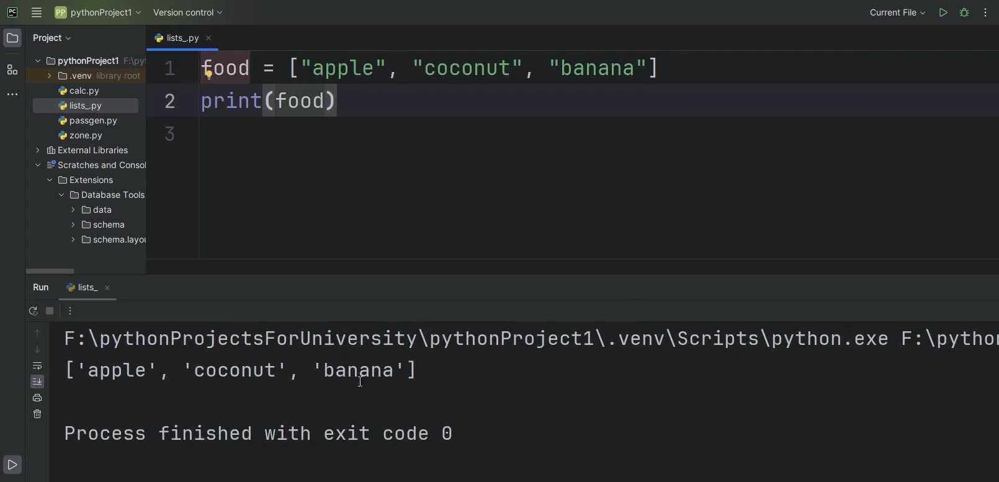 PC
PP pythonProject1
Version control
Current File
Project
lists_.py
pythonProject1 F:\pyt
.venv library root
calc.py
lists_.py
passgen.py
zone.py
External Libraries
Scratches and Consol
Extensions
Database Tools
data
schema
schema.layou
1 food = ["apple", "coconut", "banana"]
2 print(food)
3
Run
lists_
F:\pythonProjectsForUniversity\pythonProject1\.venv\Scripts\python.exe F:\python
['apple', 'coconut', 'banana']
Process finished with exit code 0